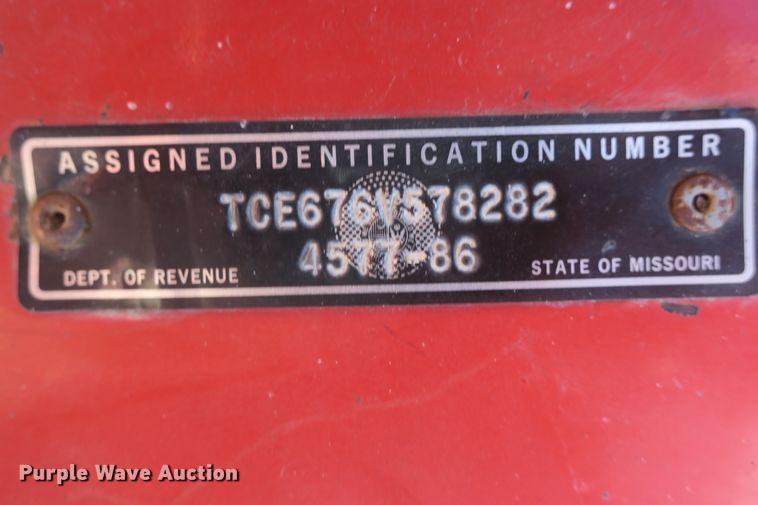 ASSIGNED IDENTIFICATION NUMBER
TCE676V578282
4577-86
DEPT. OF REVENUE STATE OF MISSOURI
Purple Wave Auction